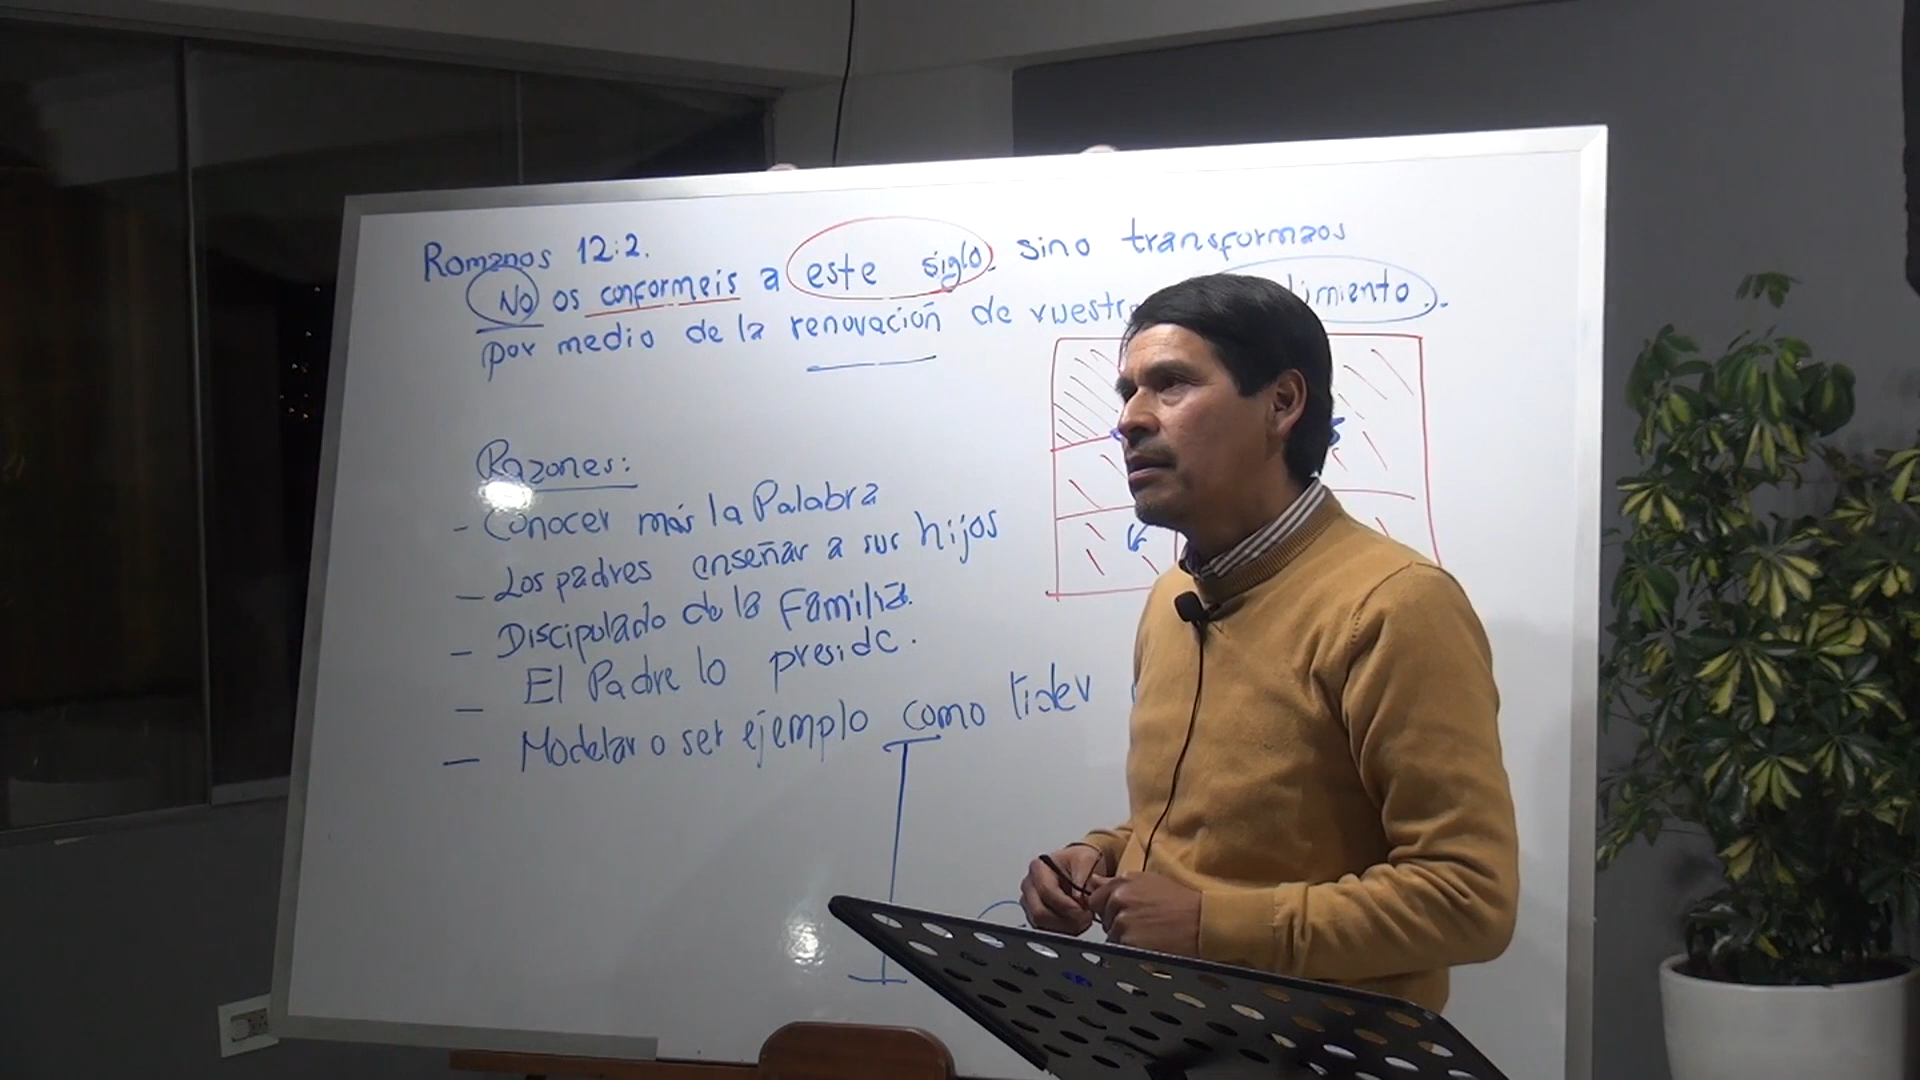 Romanos 12:2.
No os conformeis a este siglo. sino transformaos
por medio de la renovación de vuestr imiento.
Razones:
- Conocer más la Palabra
- Los padres enseñar a sus hijos
- Discipulado de la Familia.
- El Padre lo preside.
- Modelar o ser ejemplo como lider